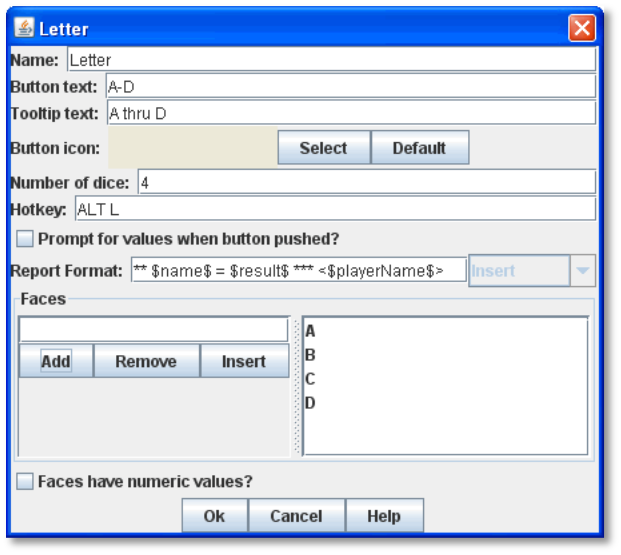 Letter
Name: Letter
Button text: A-D
Tooltip text: A thru D
Button icon: Select Default
Number of dice: 4
Hotkey: ALT L
Prompt for values when button pushed?
Report Format: ** $name$ = $result$ *** <$playerName$> Insert
Faces
Add Remove Insert
A
B
C
D
Faces have numeric values?
Ok Cancel Help